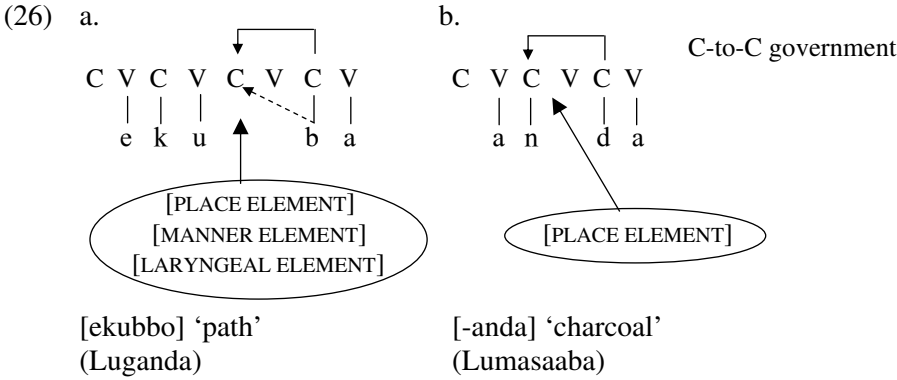 (26) a. b.
C-to-C government
C V C V C V C V C V C V C V
e k u b a a n d a
[PLACE ELEMENT]
[MANNER ELEMENT]
[LARYNGEAL ELEMENT]
[PLACE ELEMENT]
[ekubbo] ‘path’ [-anda] ‘charcoal’
(Luganda) (Lumasaaba)